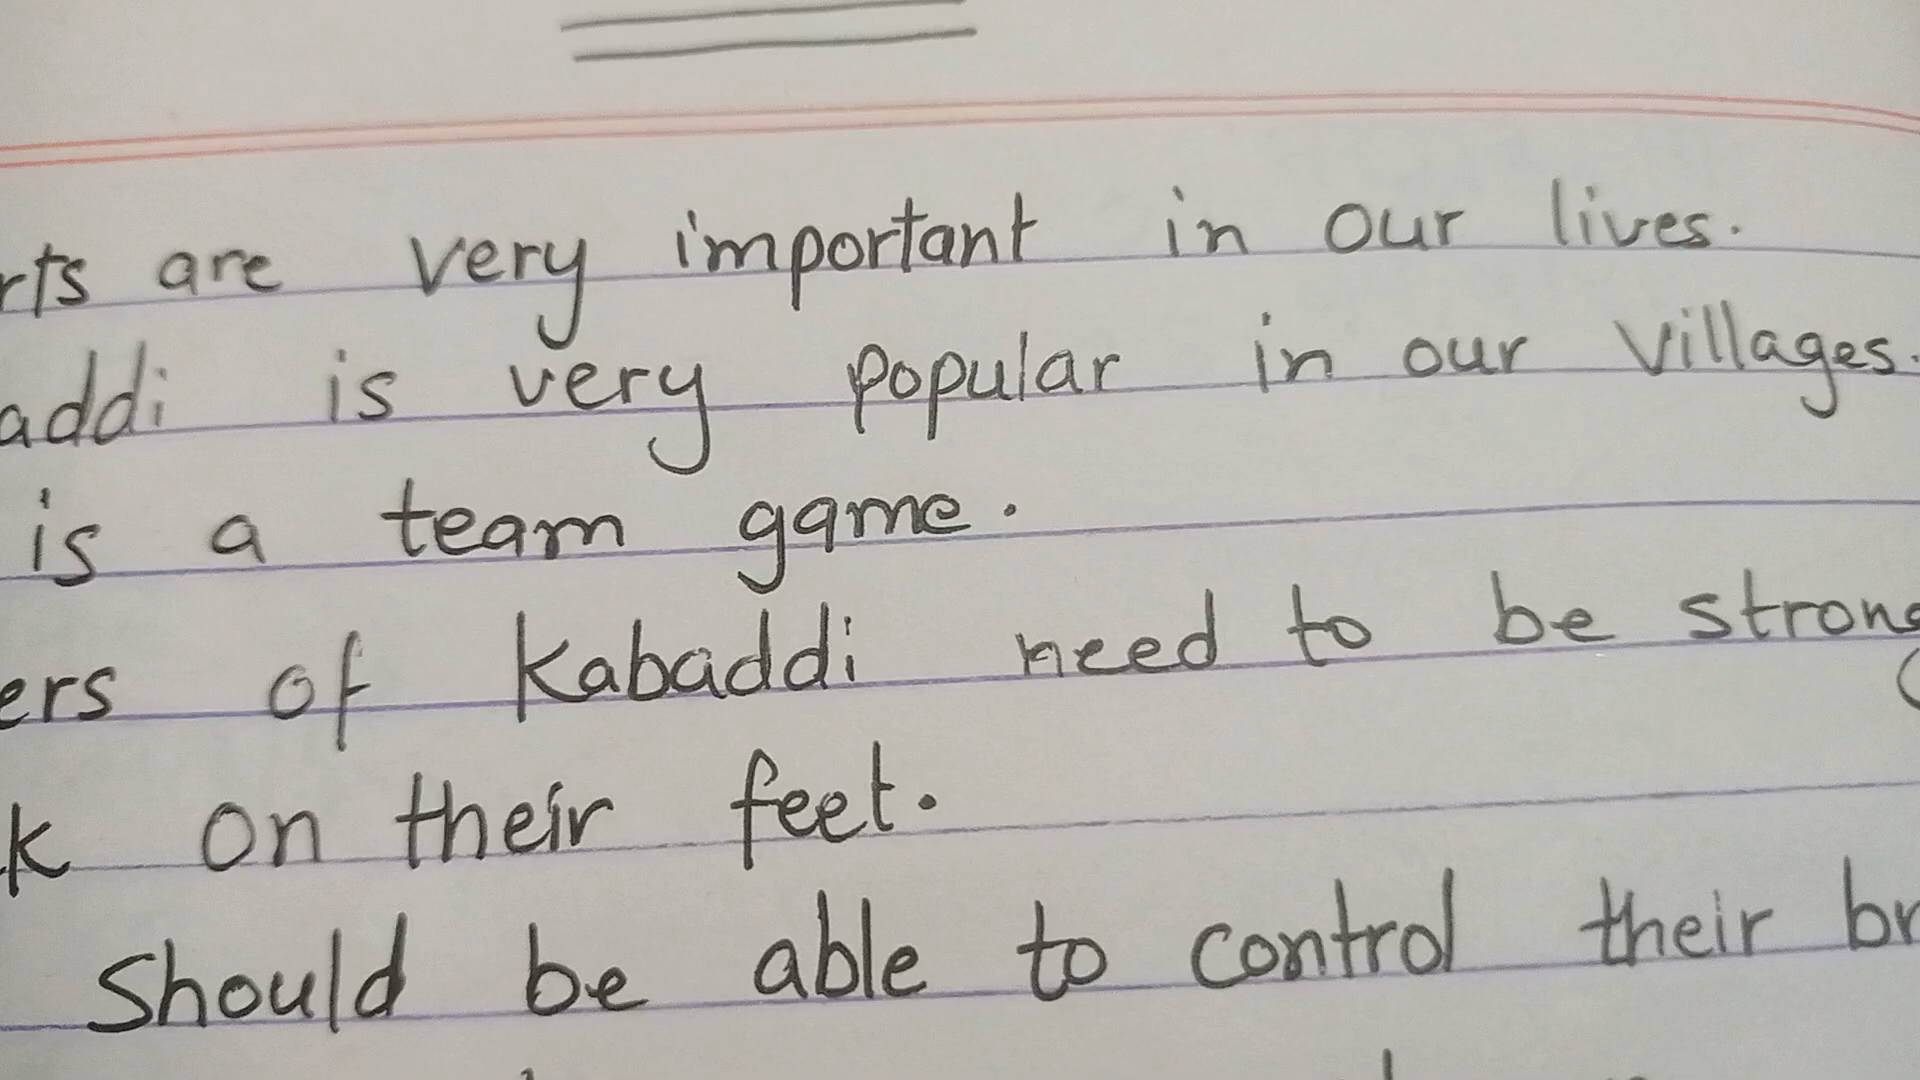 rts are very important in our lives.
addi is very popular in our villages.
is a team game.
ers of Kabaddi need to be strong
k on their feet.
Should be able to control their br